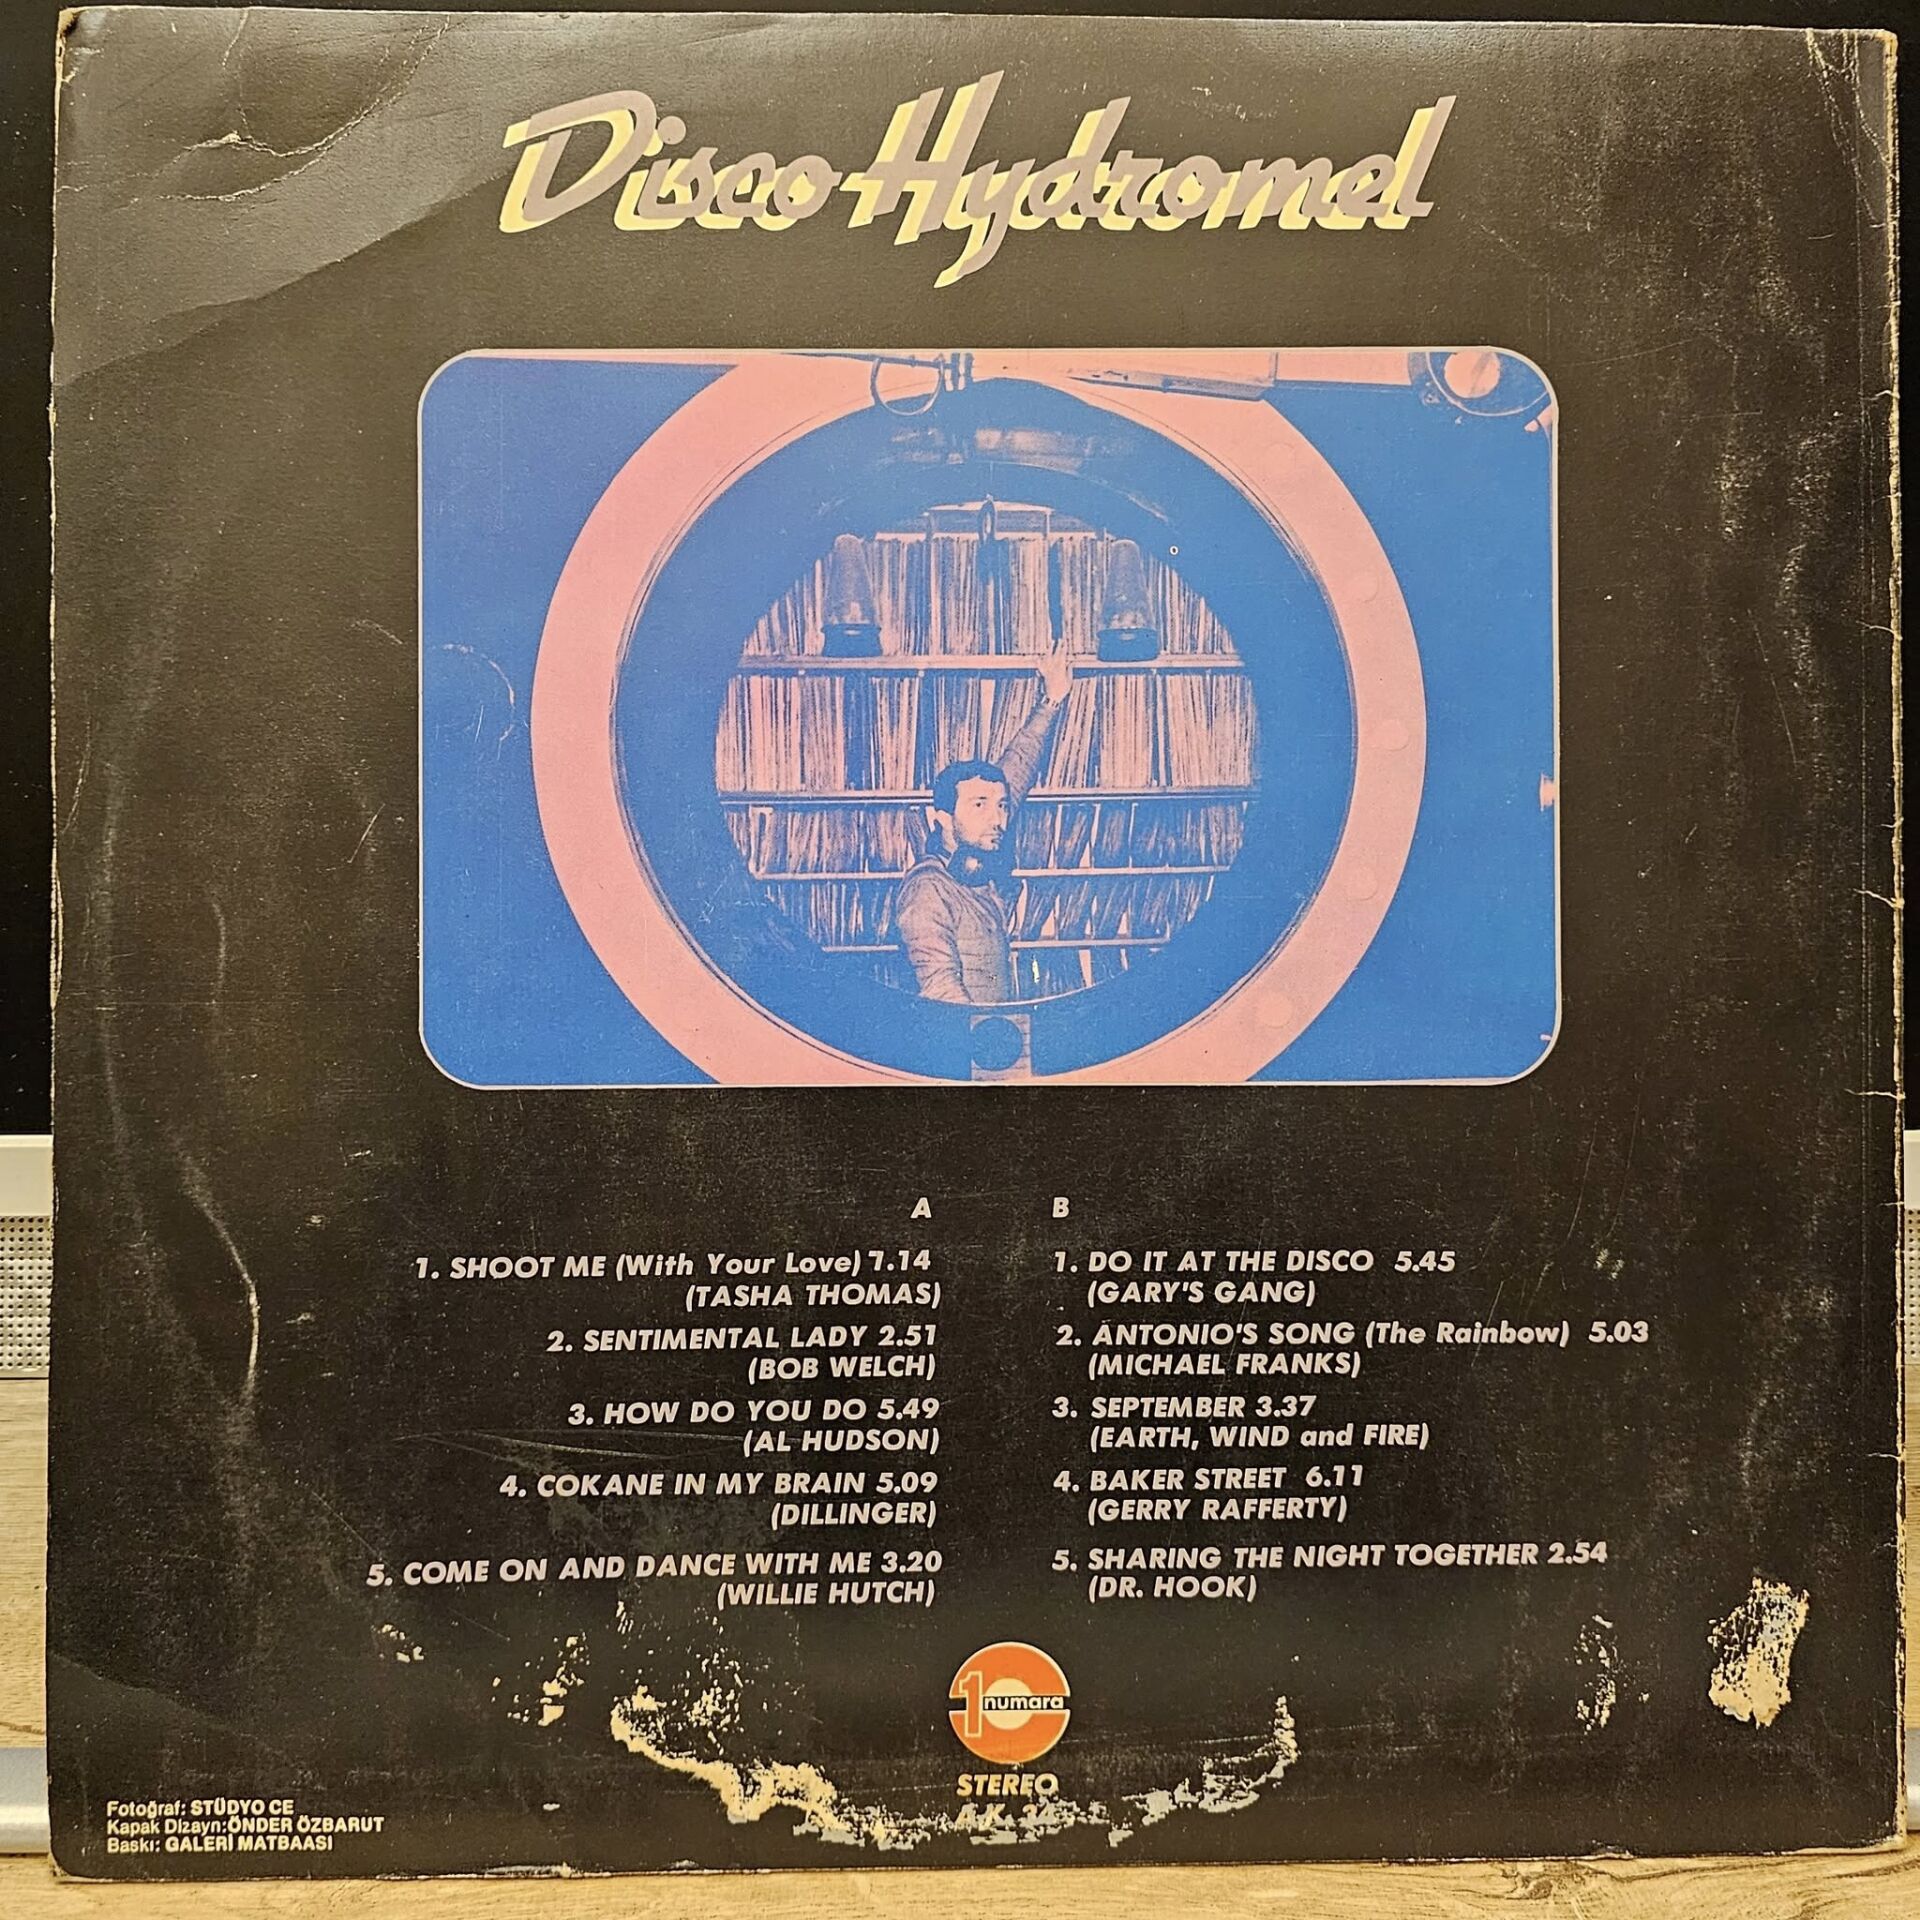 Disco Hydromel
A
1. SHOOT ME (With Your Love) 7.14
(TASHA THOMAS)
2. SENTIMENTAL LADY 2.51
(BOB WELCH)
3. HOW DO YOU DO 5.49
(AL HUDSON)
4. COKANE IN MY BRAIN 5.09
(DILLINGER)
5. COME ON AND DANCE WITH ME 3.20
(WILLIE HUTCH)
B
1. DO IT AT THE DISCO 5.45
(GARY'S GANG)
2. ANTONIO'S SONG (The Rainbow) 5.03
(MICHAEL FRANKS)
3. SEPTEMBER 3.37
(EARTH, WIND and FIRE)
4. BAKER STREET 6.11
(GERRY RAFFERTY)
5. SHARING THE NIGHT TOGETHER 2.54
(DR. HOOK)
1 numara
STEREO
A.K.
Fotoğraf: STÜDYO CE
Kapak Dizayn:ÖNDER ÖZBARUT
Baskı: GALERİ MATBAASI